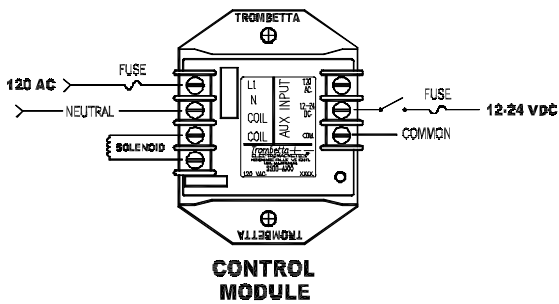 TROMBETTA
120 AC
FUSE
NEUTRAL
SOLENOID
L1
N
COIL
COIL
AUX INPUT
120
AC
12-24
DC
COM.
Trombetta
120 VAC
XXXX
FUSE
12-24 VDC
COMMON
TROMBETTA
CONTROL
MODULE